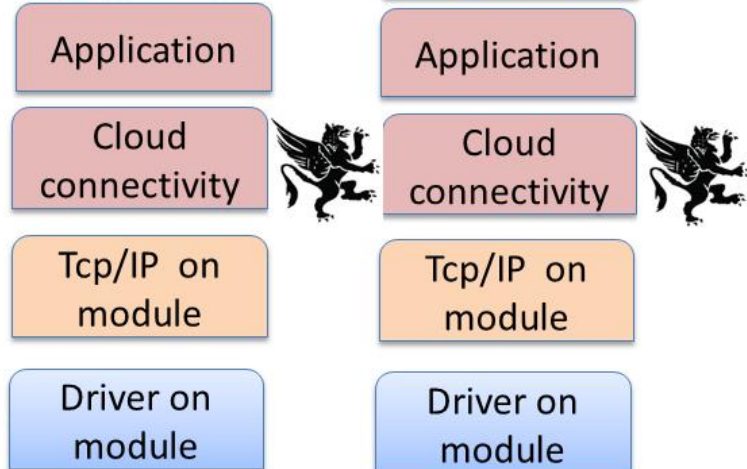 Application
Cloud
connectivity
Tcp/IP on
module
Driver on
module
Application
Cloud
connectivity
Tcp/IP on
module
Driver on
module